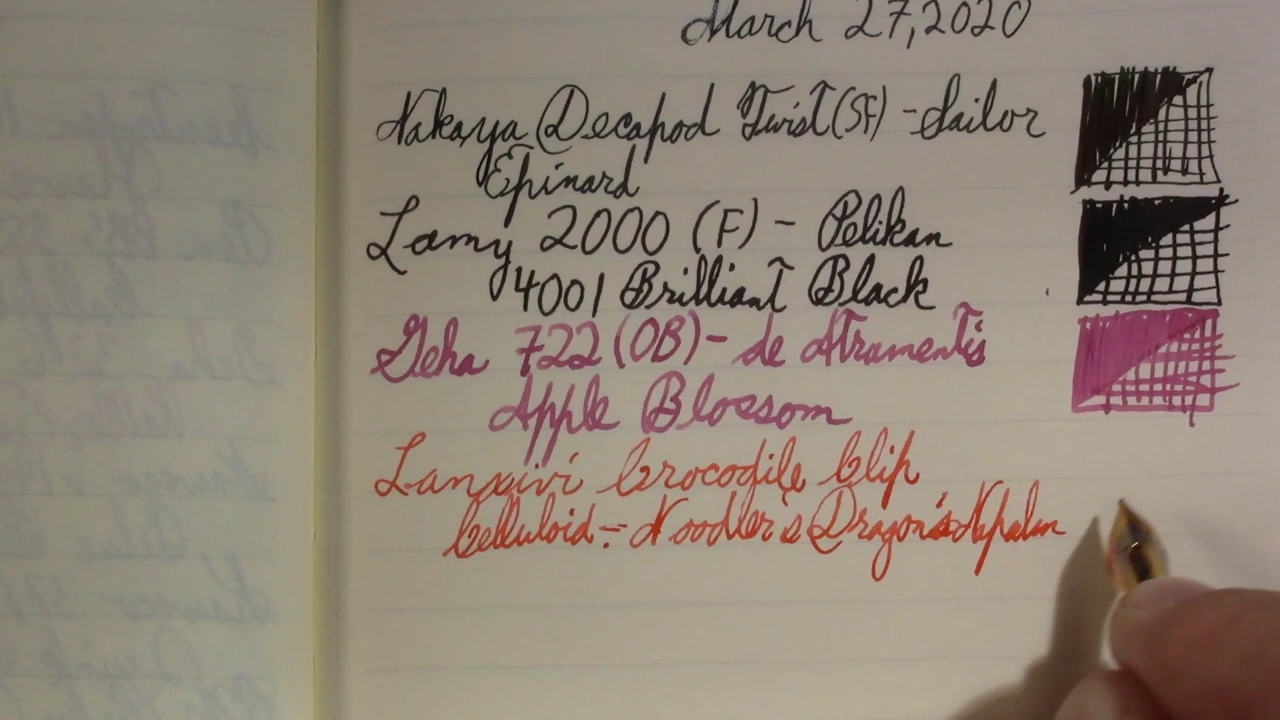 March 27, 2020
Nakaya Decapod Twist (SF) - Sailor
Epinard
Lamy 2000 (F) - Pelikan
4001 Brilliant Black
Geha 722 (OB) - de Atramentis
Apple Blossom
Lanxivi Crocodile Clip
Celluloid - Noodler's Dragon's Napalm